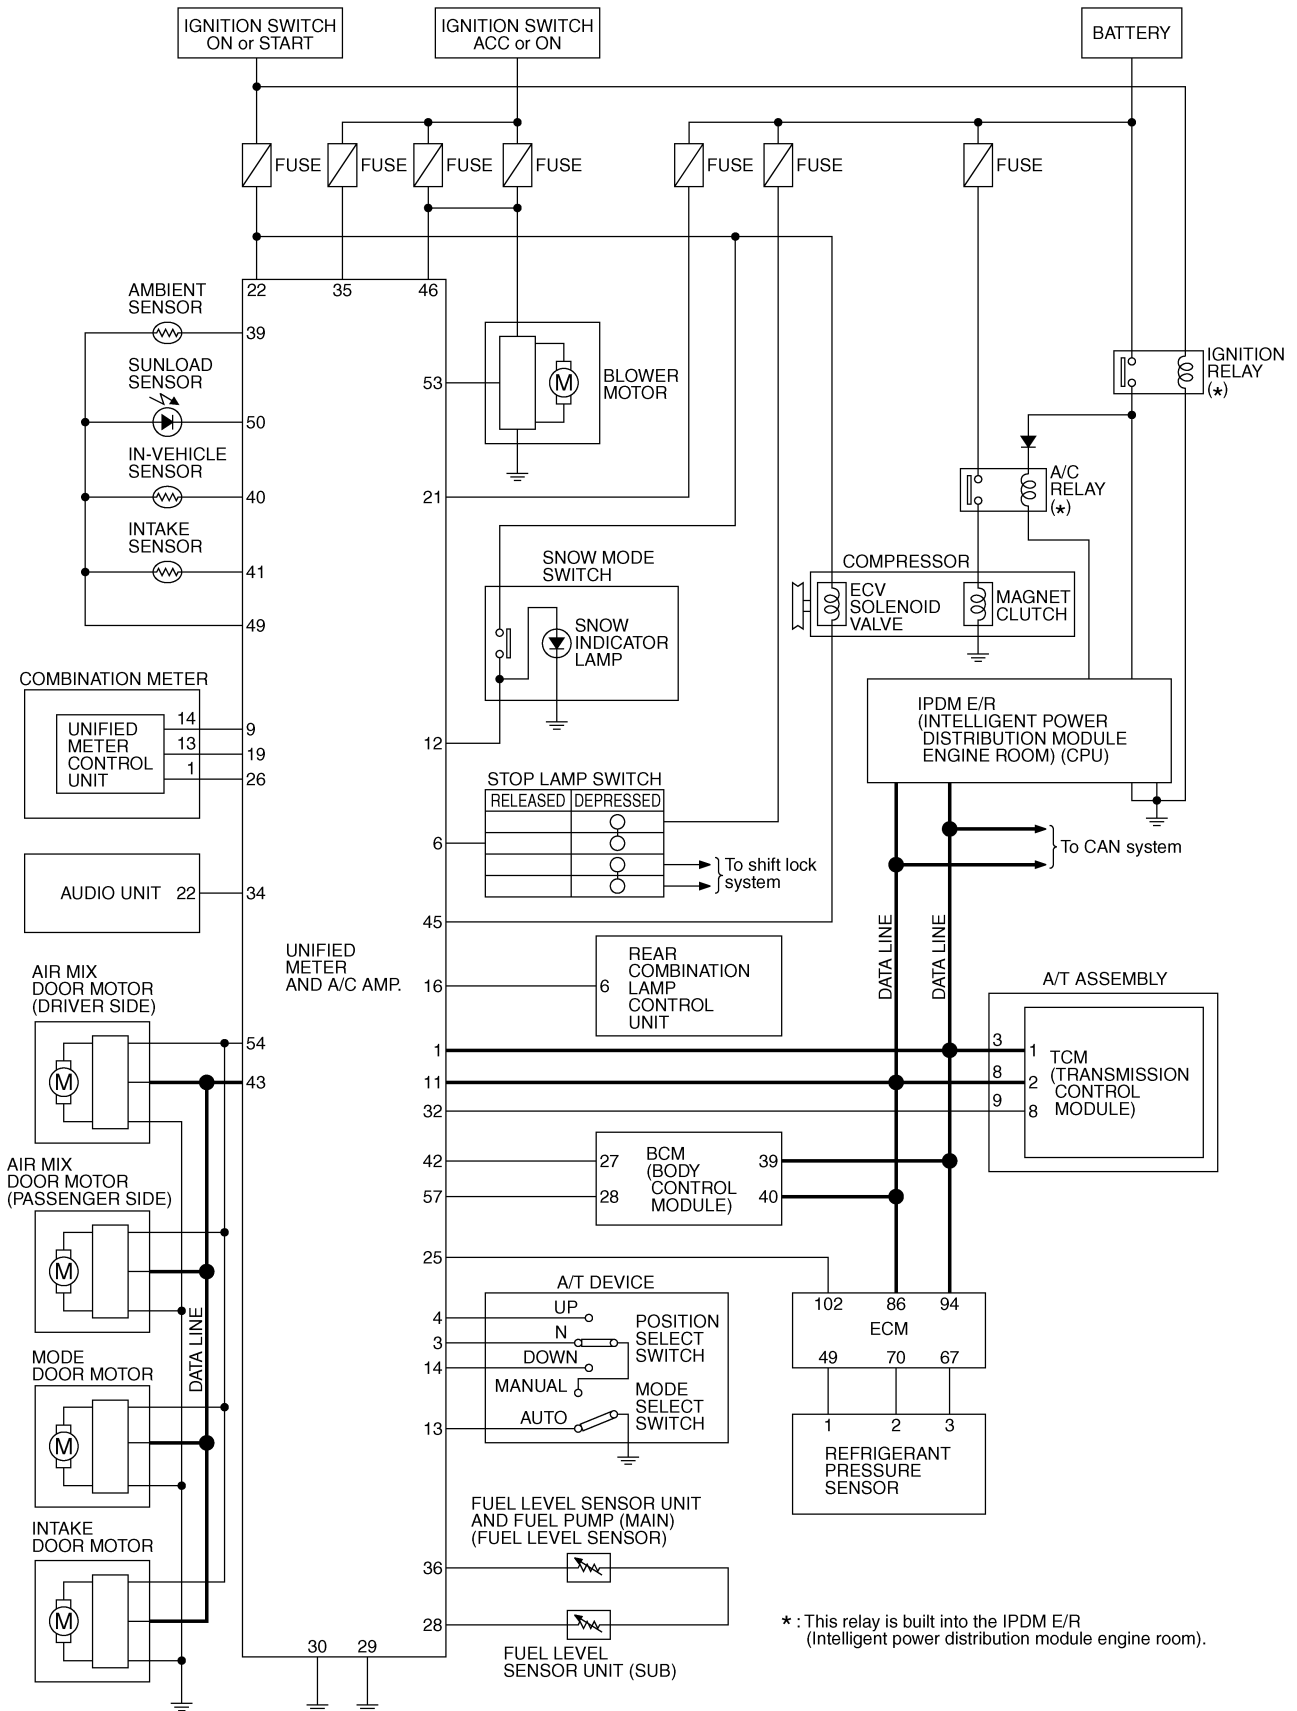 IGNITION SWITCH
ON or START
IGNITION SWITCH
ACC or ON
BATTERY
FUSE
FUSE
FUSE
FUSE
FUSE
FUSE
FUSE
22
35
46
AMBIENT
SENSOR
39
SUNLOAD
SENSOR
50
IN-VEHICLE
SENSOR
40
INTAKE
SENSOR
41
49
53
M
BLOWER
MOTOR
21
IGNITION
RELAY
(*)
A/C
RELAY
(*)
SNOW MODE
SWITCH
SNOW
INDICATOR
LAMP
12
COMPRESSOR
ECV
SOLENOID
VALVE
MAGNET
CLUTCH
COMBINATION METER
UNIFIED
METER
CONTROL
UNIT
14
13
1
9
19
26
IPDM E/R
(INTELLIGENT POWER
DISTRIBUTION MODULE
ENGINE ROOM) (CPU)
STOP LAMP SWITCH
RELEASED
DEPRESSED
6
To shift lock
system
To CAN system
AUDIO UNIT
22
34
45
UNIFIED
METER
AND A/C AMP.
16
6
REAR
COMBINATION
LAMP
CONTROL
UNIT
DATA LINE
DATA LINE
A/T ASSEMBLY
3
8
9
1
2
8
TCM
(TRANSMISSION
CONTROL
MODULE)
AIR MIX
DOOR MOTOR
(DRIVER SIDE)
M
54
43
1
11
32
42
57
27
28
BCM
(BODY
CONTROL
MODULE)
39
40
AIR MIX
DOOR MOTOR
(PASSENGER SIDE)
M
DATA LINE
25
A/T DEVICE
4
3
14
13
UP
N
DOWN
MANUAL
AUTO
POSITION
SELECT
SWITCH
MODE
SELECT
SWITCH
102
86
94
ECM
49
70
67
1
2
3
REFRIGERANT
PRESSURE
SENSOR
MODE
DOOR MOTOR
M
INTAKE
DOOR MOTOR
M
FUEL LEVEL SENSOR UNIT
AND FUEL PUMP (MAIN)
(FUEL LEVEL SENSOR)
36
28
FUEL LEVEL
SENSOR UNIT (SUB)
30
29
* : This relay is built into the IPDM E/R
(Intelligent power distribution module engine room).